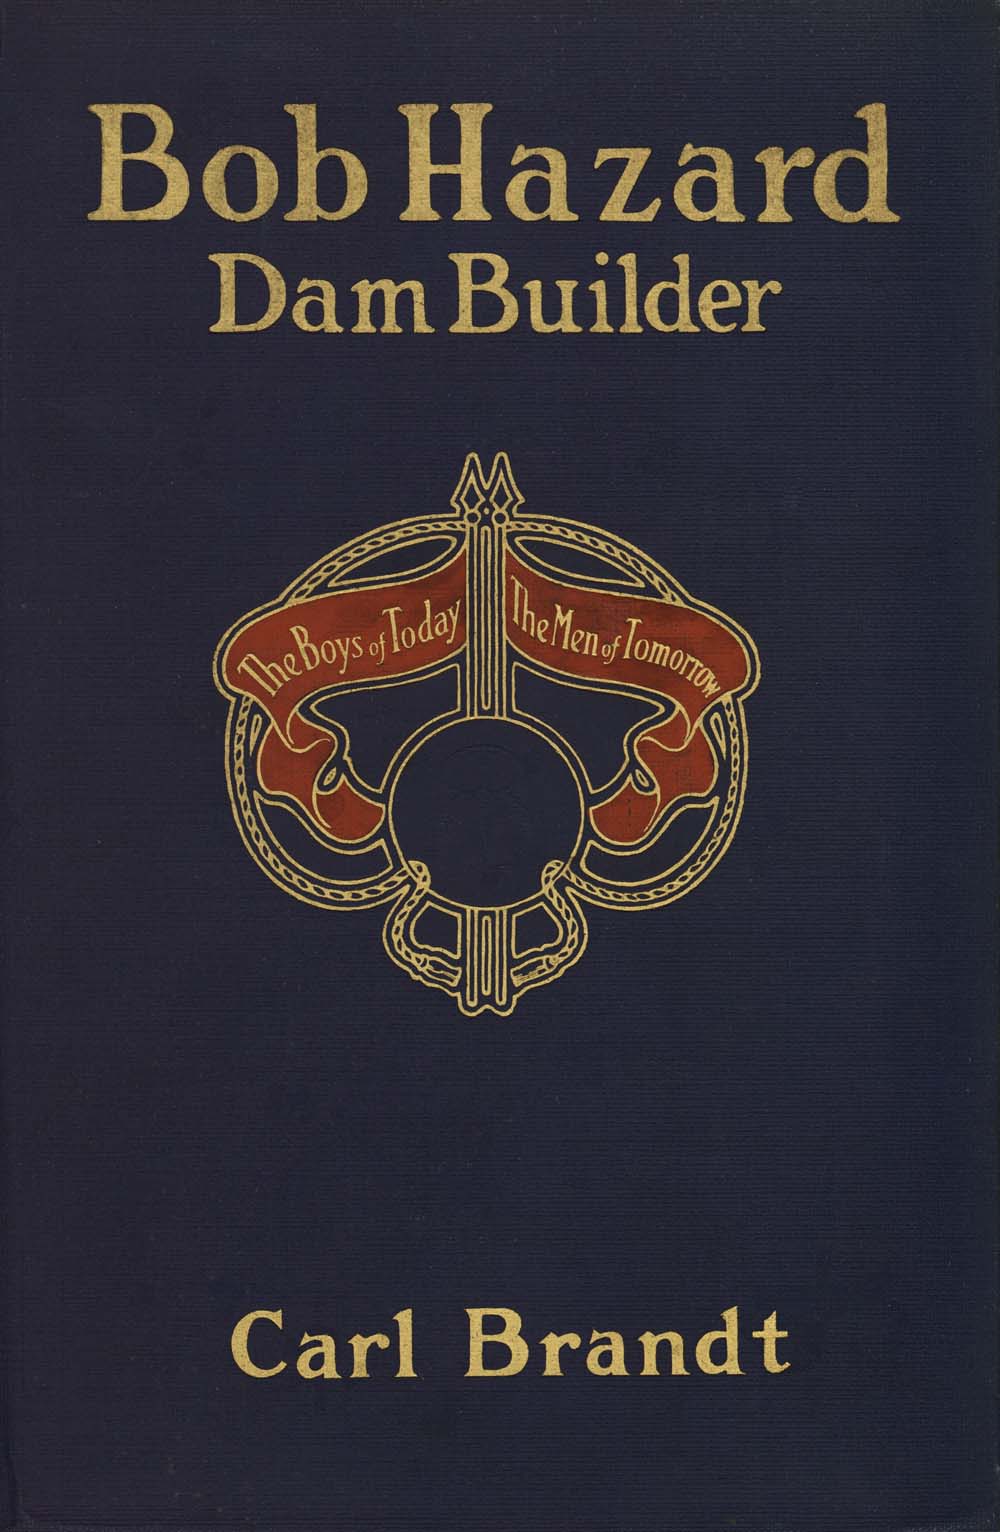 Bob Hazard
Dam Builder
The Boys of Today
The Men of Tomorrow
Carl Brandt